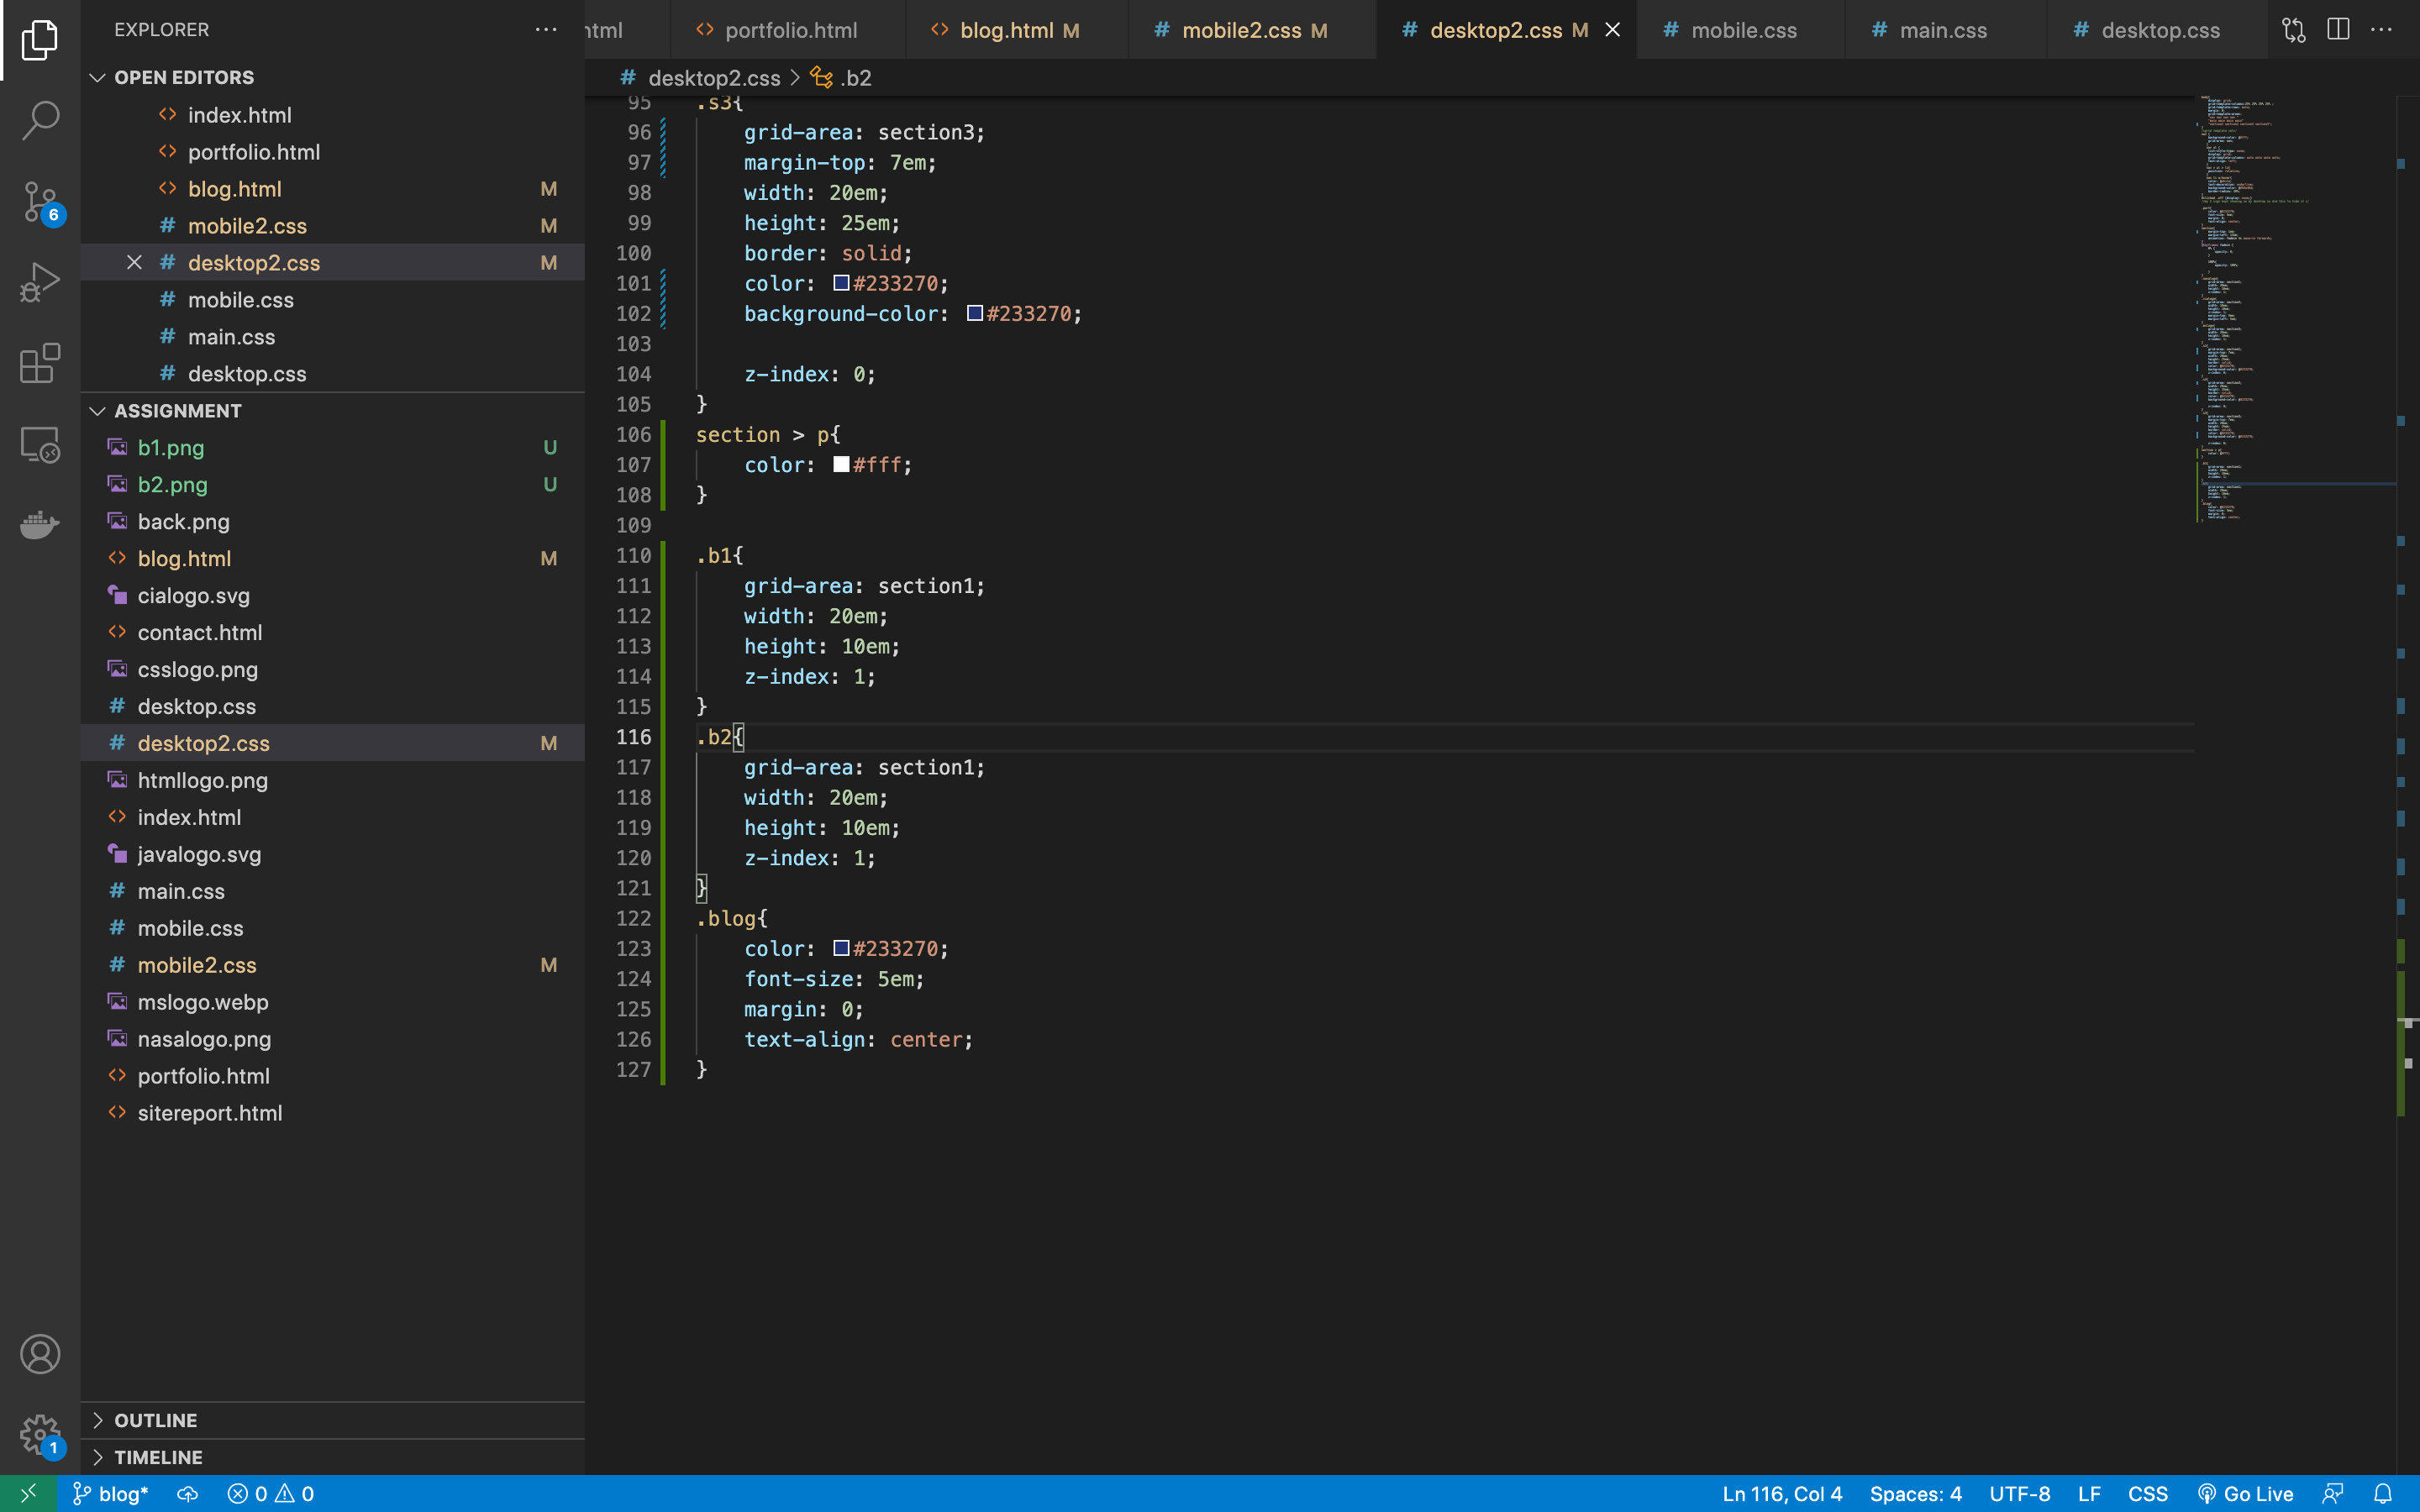 EXPLORER
OPEN EDITORS
index.html
portfolio.html
blog.html M
mobile2.css M
desktop2.css M
mobile.css
main.css
desktop.css
ASSIGNMENT
b1.png U
b2.png U
back.png
blog.html M
cialogo.svg
contact.html
csslogo.png
desktop.css
desktop2.css M
htmllogo.png
index.html
javalogo.svg
main.css
mobile.css
mobile2.css M
mslogo.webp
nasalogo.png
portfolio.html
sitereport.html
OUTLINE
TIMELINE
6
1
html portfolio.html blog.html M mobile2.css M desktop2.css M mobile.css main.css desktop.css
# desktop2.css > .b2
95 .s3{
96 grid-area: section3;
97 margin-top: 7em;
98 width: 20em;
99 height: 25em;
100 border: solid;
101 color: #233270;
102 background-color: #233270;
103
104 z-index: 0;
105 }
106 section > p{
107 color: #fff;
108 }
109
110 .b1{
111 grid-area: section1;
112 width: 20em;
113 height: 10em;
114 z-index: 1;
115 }
116 .b2{
117 grid-area: section1;
118 width: 20em;
119 height: 10em;
120 z-index: 1;
121 }
122 .blog{
123 color: #233270;
124 font-size: 5em;
125 margin: 0;
126 text-align: center;
127 }
blog* 0 0 Ln 116, Col 4 Spaces: 4 UTF-8 LF CSS Go Live